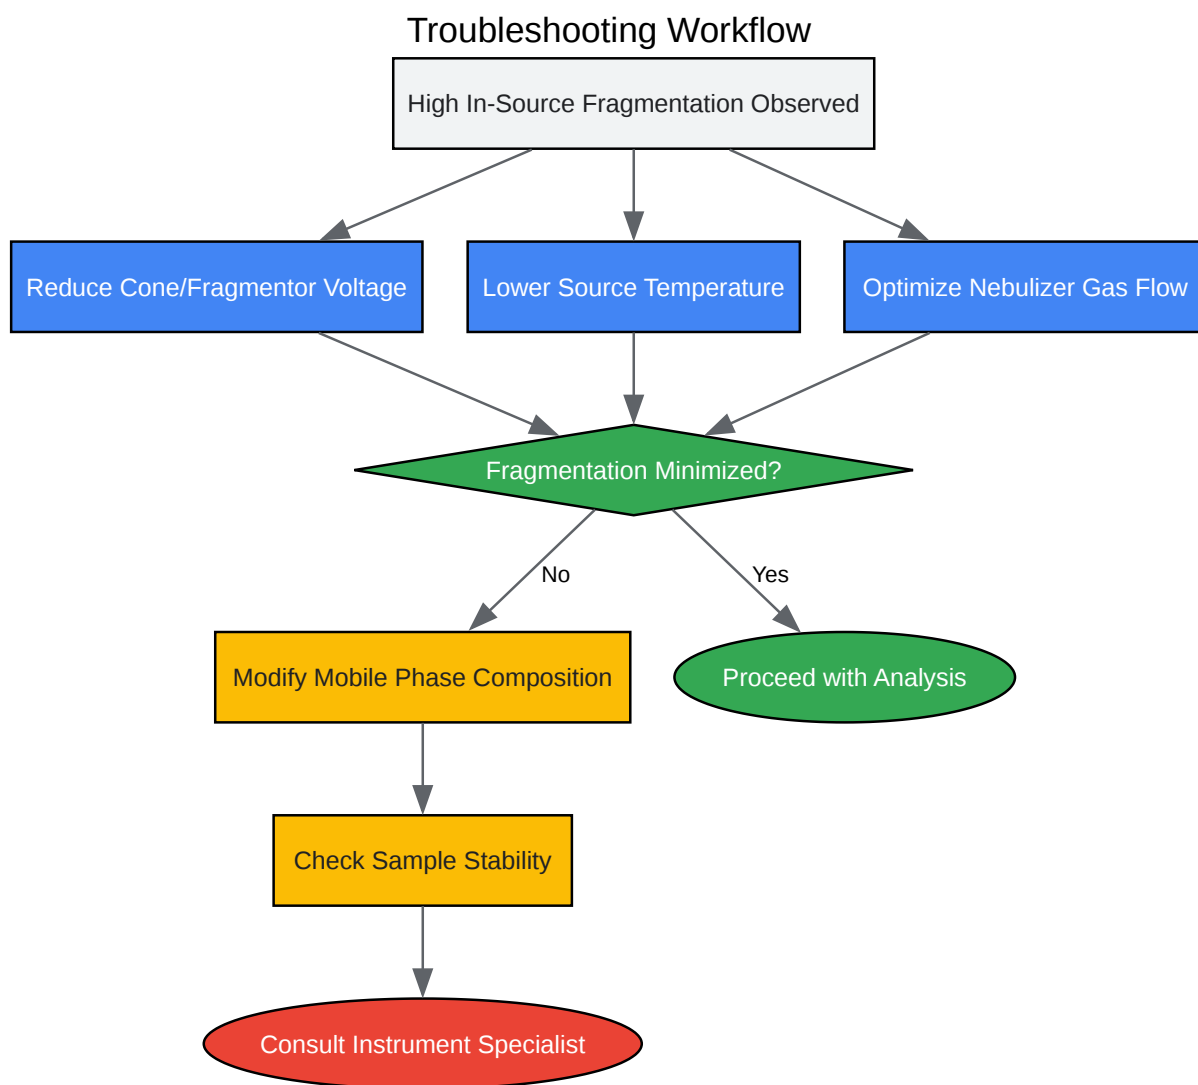 Troubleshooting Workflow
High In-Source Fragmentation Observed
Reduce Cone/Fragmentor Voltage
Lower Source Temperature
Optimize Nebulizer Gas Flow
Fragmentation Minimized?
No
Yes
Modify Mobile Phase Composition
Proceed with Analysis
Check Sample Stability
Consult Instrument Specialist